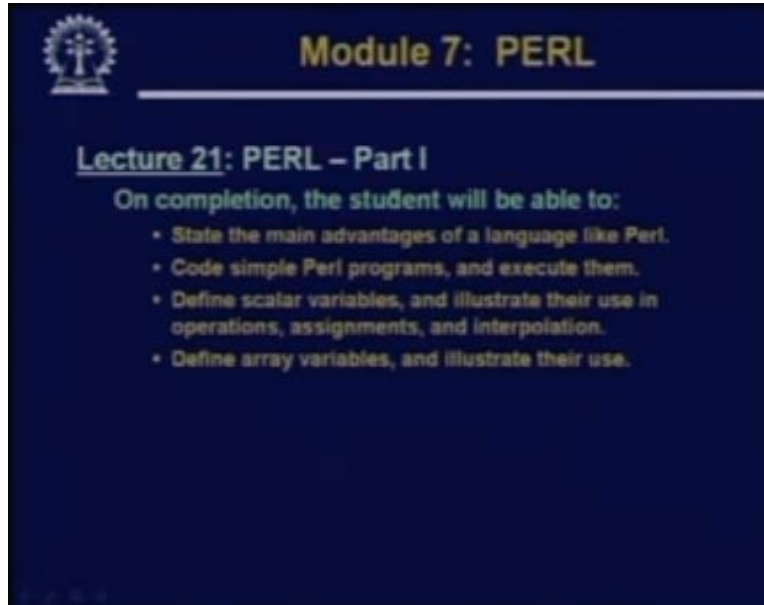 Module 7: PERL
Lecture 21: PERL – Part I
On completion, the student will be able to:
• State the main advantages of a language like Perl.
• Code simple Perl programs, and execute them.
• Define scalar variables, and illustrate their use in
operations, assignments, and interpolation.
• Define array variables, and illustrate their use.